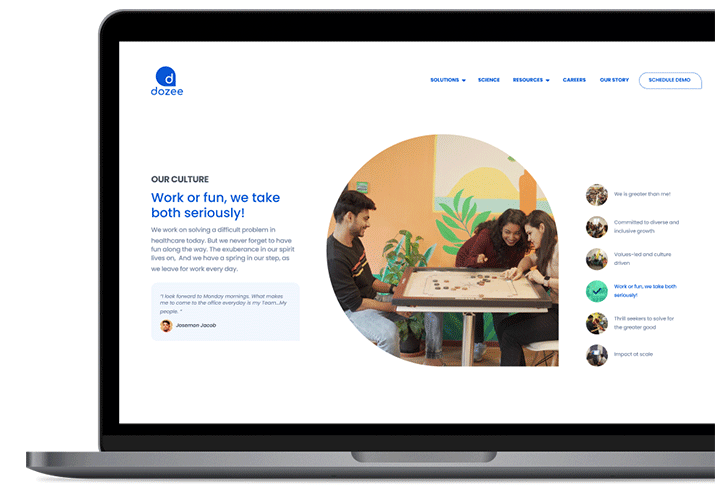 dozee
SOLUTIONS
SCIENCE
RESOURCES
CAREERS
OUR STORY
SCHEDULE DEMO
OUR CULTURE
Work or fun, we take
both seriously!
We work on solving a difficult problem in
healthcare today. But we never forget to have
fun along the way. The exuberance in our spirit
lives on, And we have a spring in our step, as
we leave for work every day.
"I look forward to Monday mornings. What makes
me to come to the office everyday is my Team...My
people. "
Josemon Jacob
We is greater than me!
Committed to diverse and
inclusive growth
Values-led and culture
driven
Work or fun, we take both
seriously!
Thrill seekers to solve for
the greater good
Impact at scale